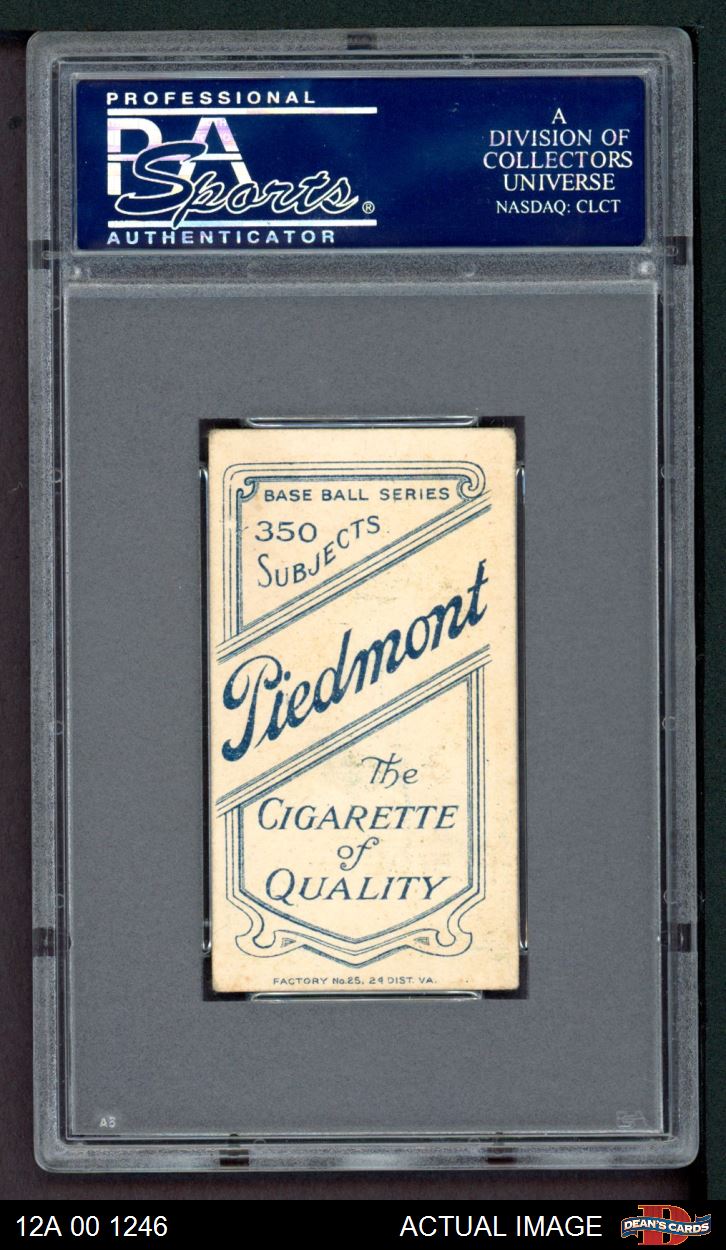 PROFESSIONAL
PSA
Sports®
AUTHENTICATOR
A
DIVISION OF
COLLECTORS
UNIVERSE
NASDAQ: CLCT
BASE BALL SERIES
350
SUBJECTS
Piedmont
The
CIGARETTE
of
QUALITY
FACTORY No.25, 2d DIST. VA.
12A 00 1246
ACTUAL IMAGE
DEAN'S CARDS